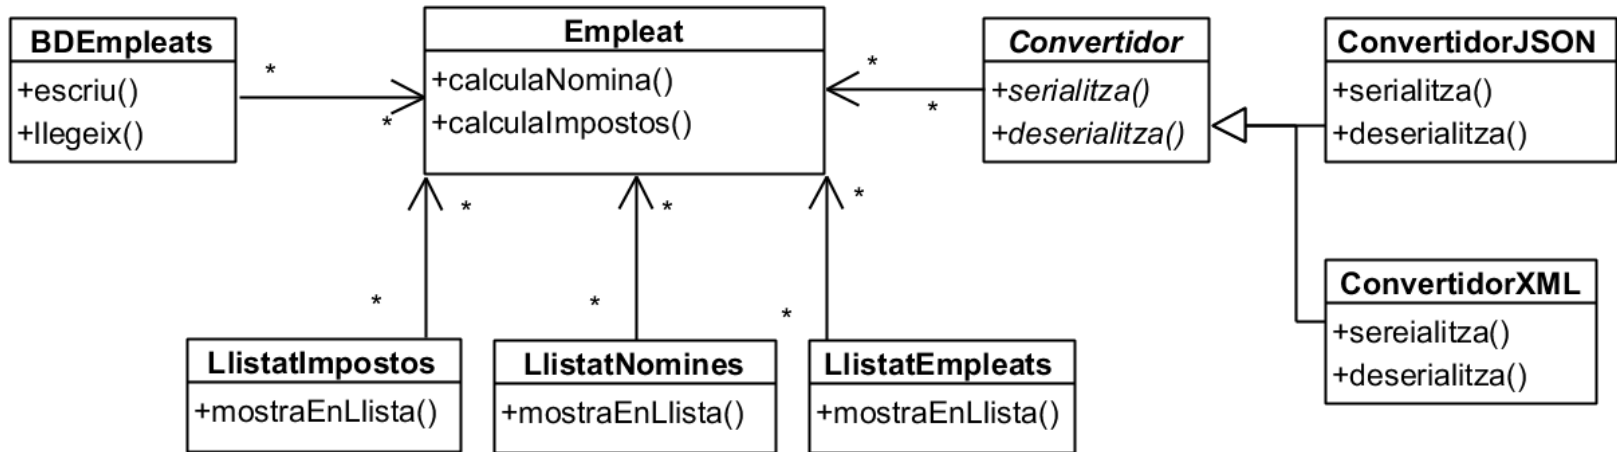 BDEmpleats
+escriu()
+llegeix()
*
*
Empleat
+calculaNomina()
+calculaImpostos()
*
*
Convertidor
+serialitza()
+deserialitza()
ConvertidorJSON
+serialitza()
+deserialitza()
ConvertidorXML
+sereialitza()
+deserialitza()
*
*
LlistatImpostos
+mostraEnLlista()
*
*
LlistatNomines
+mostraEnLlista()
*
*
LlistatEmpleats
+mostraEnLlista()